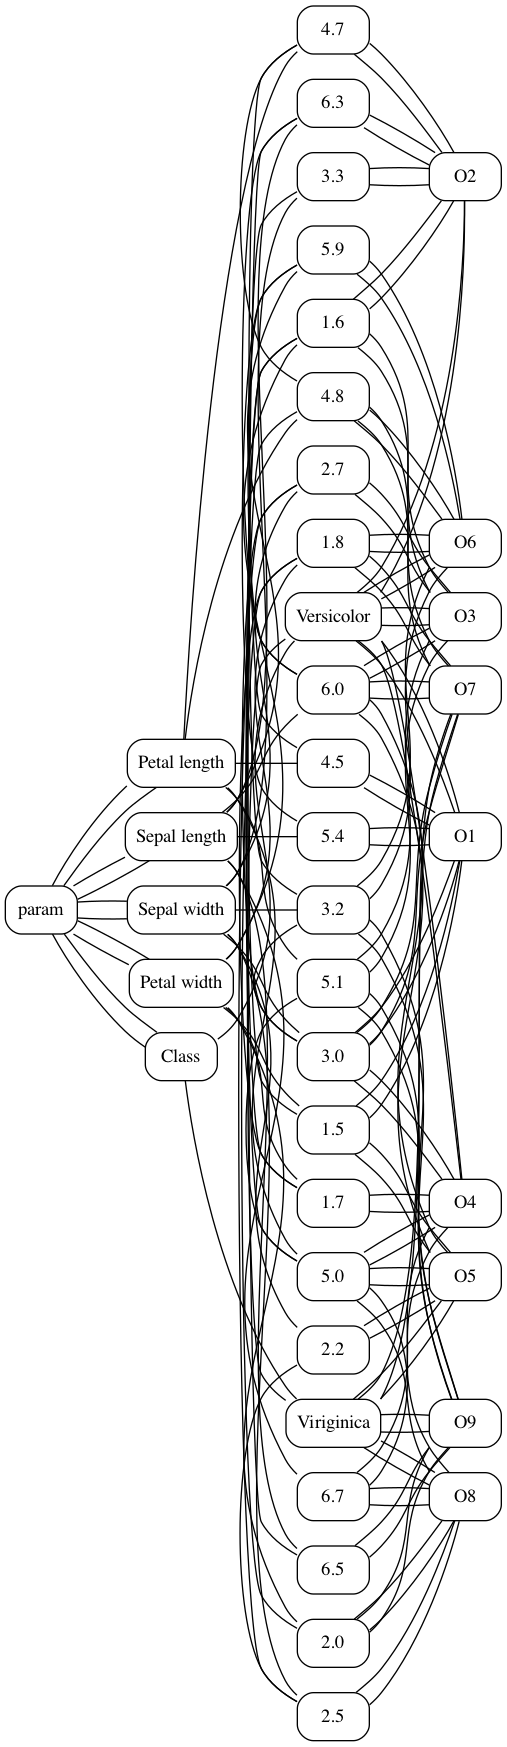 4.7
6.3
3.3
O2
5.9
1.6
4.8
2.7
1.8
O6
Versicolor
O3
6.0
O7
Petal length
4.5
Sepal length
5.4
O1
param
Sepal width
3.2
Petal width
5.1
Class
3.0
1.5
1.7
O4
5.0
O5
2.2
Viriginica
O9
6.7
O8
6.5
2.0
2.5